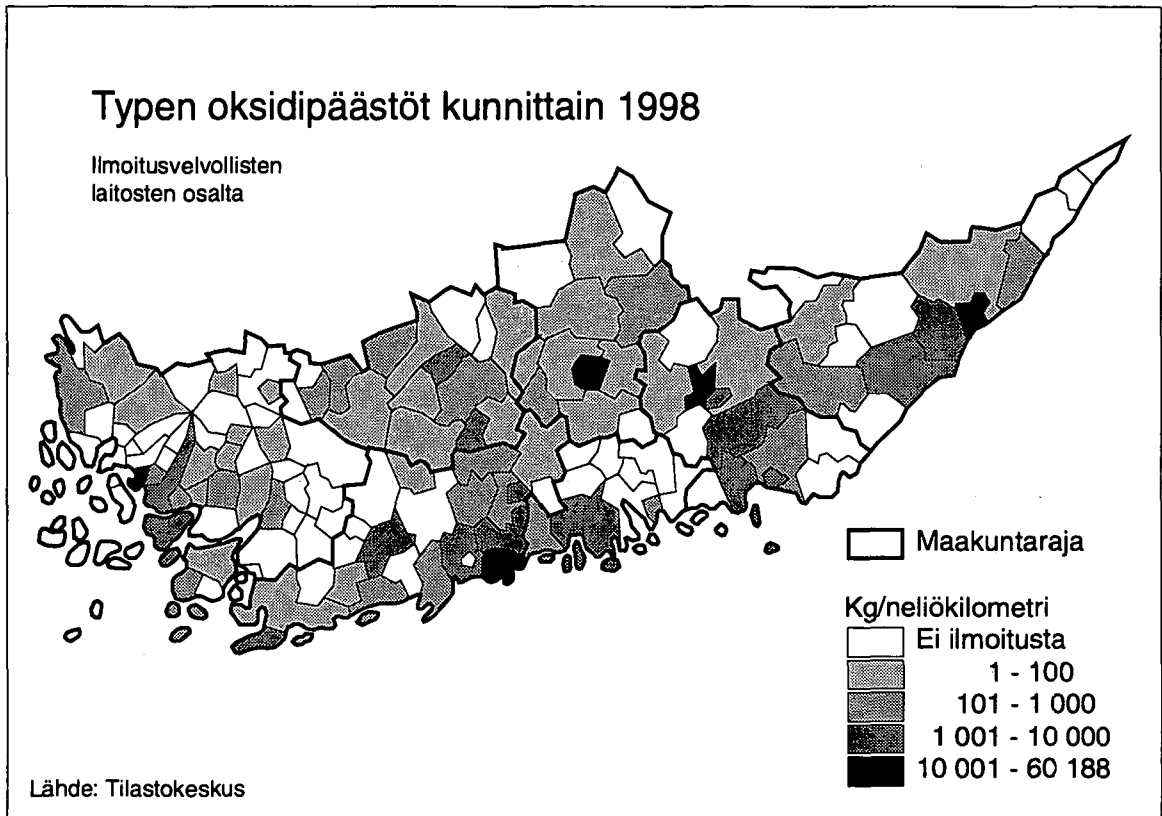 Typen oksidipäästöt kunnittain 1998
Ilmoitusvelvollisten
laitosten osalta
Maakuntaraja
Kg/neliökilometri
Ei ilmoitusta
1 - 100
101 - 1 000
1 001 - 10 000
10 001 - 60 188
Lähde: Tilastokeskus